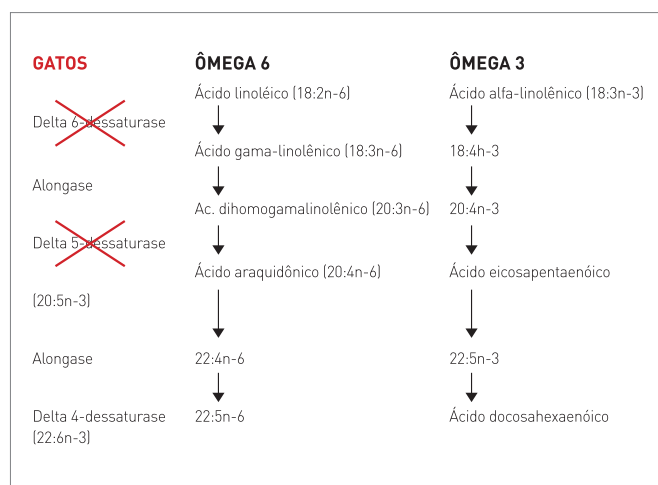 GATOS ÔMEGA 6 ÔMEGA 3
Ácido linoléico (18:2n-6) Ácido alfa-linolênico (18:3n-3)
Delta 6-dessaturase
Ácido gama-linolênico (18:3n-6) 18:4h-3
Alongase
Ac. dihomogamalinolênico (20:3n-6) 20:4n-3
Delta 5-dessaturase
Ácido araquidônico (20:4n-6) Ácido eicosapentaenóico
(20:5n-3)
Alongase 22:4n-6 22:5n-3
Delta 4-dessaturase 22:5n-6 Ácido docosahexaenóico
(22:6n-3)